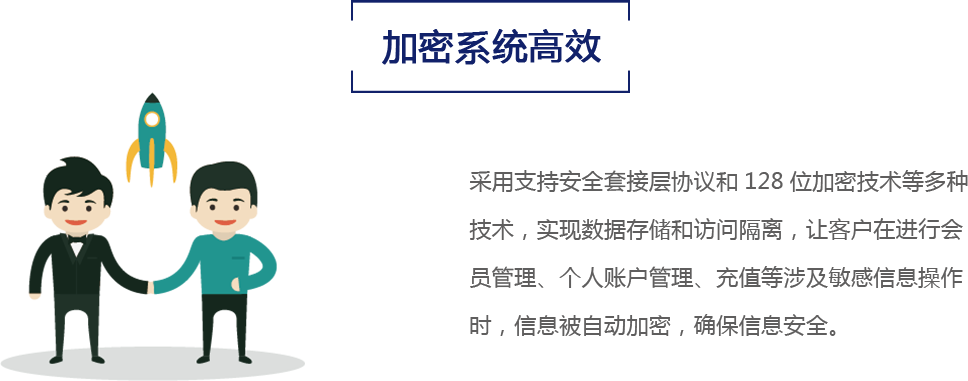 加密系统高效
采用支持安全套接层协议和 128 位加密技术等多种
技术，实现数据存储和访问隔离，让客户在进行会
员管理、个人账户管理、充值等涉及敏感信息操作
时，信息被自动加密，确保信息安全。